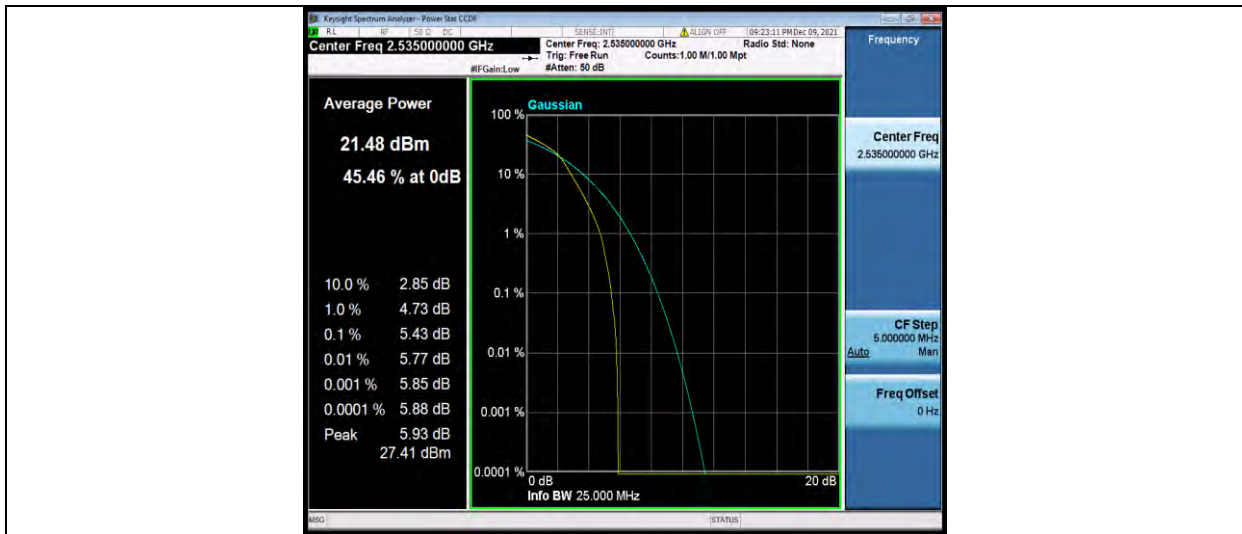 Keysight Spectrum Analyzer - Power Stat CCDF
RL RF 50 Ω DC SENSE:INT ALIGN OFF 09:23:11 PM Dec 09, 2021
Center Freq 2.535000000 GHz
Center Freq: 2.535000000 GHz Radio Std: None
Trig: Free Run Counts:1.00 M/1.00 Mpt
#IFGain:Low #Atten: 50 dB
Frequency
Average Power
21.48 dBm
45.46 % at 0dB
10.0 % 2.85 dB
1.0 % 4.73 dB
0.1 % 5.43 dB
0.01 % 5.77 dB
0.001 % 5.85 dB
0.0001 % 5.88 dB
Peak 5.93 dB
27.41 dBm
Gaussian
100 %
10 %
1 %
0.1 %
0.01 %
0.001 %
0.0001 %
0 dB 20 dB
Info BW 25.000 MHz
Center Freq
2.535000000 GHz
CF Step
5.000000 MHz
Auto Man
Freq Offset
0 Hz
MSG STATUS